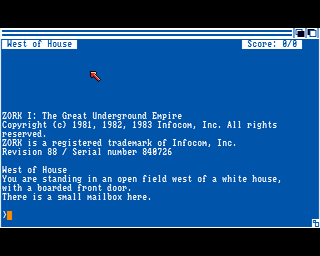 West of House
Score: 0/0
ZORK I: The Great Underground Empire
Copyright (c) 1981, 1982, 1983 Infocom, Inc. All rights
reserved.
ZORK is a registered trademark of Infocom, Inc.
Revision 88 / Serial number 840726
West of House
You are standing in an open field west of a white house,
with a boarded front door.
There is a small mailbox here.
>